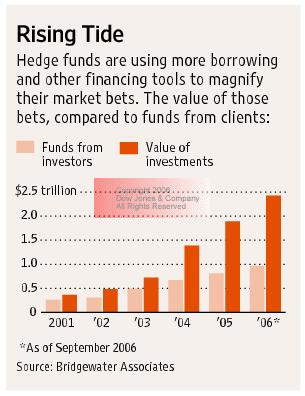 Rising Tide
Hedge funds are using more borrowing
and other financing tools to magnify
their market bets. The value of those
bets, compared to funds from clients:
Funds from
investors
Value of
investments
$2.5 trillion
Copyright 2006
Dow Jones & Company
All Rights Reserved
2.0
1.5
1.0
0.5
0
2001 '02 '03 '04 '05 '06*
*As of September 2006
Source: Bridgewater Associates